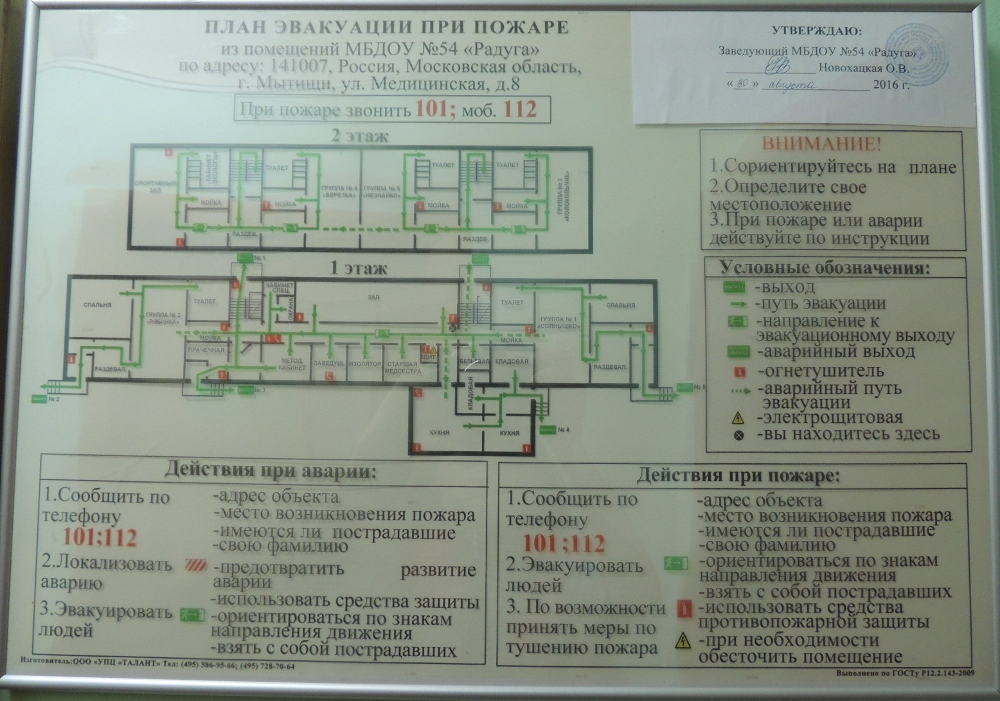 ПЛАН ЭВАКУАЦИИ ПРИ ПОЖАРЕ
из помещений МБДОУ №54 «Радуга»
по адресу: 141007, Россия, Московская область,
г. Мытищи, ул. Медицинская, д.8
При пожаре звонить 101; моб. 112
УТВЕРЖДАЮ:
Заведующий МБДОУ №54 «Радуга»
Новохацкая О.В.
«30» августа 2016 г.
2 этаж
СПОРТИВНЫЙ ЗАЛ
КАБИНЕТ ЭКОЛОГИИ
МОЙКА
РАЗДЕВ.
ТУАЛЕТ
МОЙКА
ГРУППА № 4 «БЕРЕЗКА»
ГРУППА № 5 «НЕЗНАЙКИ»
ТУАЛЕТ
МОЙКА
РАЗДЕВ.
ТУАЛЕТ
МОЙКА
ГРУППА № 3 «КОЛОКОЛЬЧИК»
1 этаж
№ 1
СПАЛЬНЯ
РАЗДЕВАЛ.
ГРУППА № 2 «РЯБИНКА»
ТУАЛЕТ
МОЙКА
ПРАЧЕЧНАЯ
КАБИНЕТ СПЕЦ.
ОХРАНА
ЗАЛ
МЕТОД. КАБИНЕТ
ЗАВЕДУЩ.
ИЗОЛЯТОР
СТАРШАЯ МЕДСЕСТРА
ЩИТ.
БЕЛЬЕВАЯ
КЛАДОВАЯ
КЛАДОВАЯ
ТУАЛЕТ
МОЙКА
ГРУППА № 1 «СОЛНЫШКО»
СПАЛЬНЯ
РАЗДЕВАЛ.
КУХНЯ
КУХНЯ
№ 2
№ 3
№ 4
№ 5
ВНИМАНИЕ!
1.Сориентируйтесь на плане
2.Определите свое
местоположение
3.При пожаре или аварии
действуйте по инструкции
Условные обозначения:
-выход
-путь эвакуации
-направление к
эвакуационному выходу
-аварийный выход
-огнетушитель
-аварийный путь
эвакуации
-электрощитовая
-вы находитесь здесь
Действия при аварии:
1.Сообщить по
телефону
101;112
-адрес объекта
-место возникновения пожара
-имеются ли пострадавшие
-свою фамилию
2.Локализовать
аварию
-предотвратить развитие
аварии
-использовать средства защиты
3.Эвакуировать
людей
-ориентироваться по знакам
направления движения
-взять с собой пострадавших
Действия при пожаре:
1.Сообщить по
телефону
101;112
-адрес объекта
-место возникновения пожара
-имеются ли пострадавшие
-свою фамилию
2.Эвакуировать
людей
-ориентироваться по знакам
направления движения
-взять с собой пострадавших
3. По возможности
принять меры по
тушению пожара
-использовать средства
противопожарной защиты
-при необходимости
обесточить помещение
Изготовитель:ООО «УПЦ «ТАЛАНТ» Тел: (495) 586-95-66; (495) 728-70-64
Выполнено по ГОСТу Р12.2.143-2009